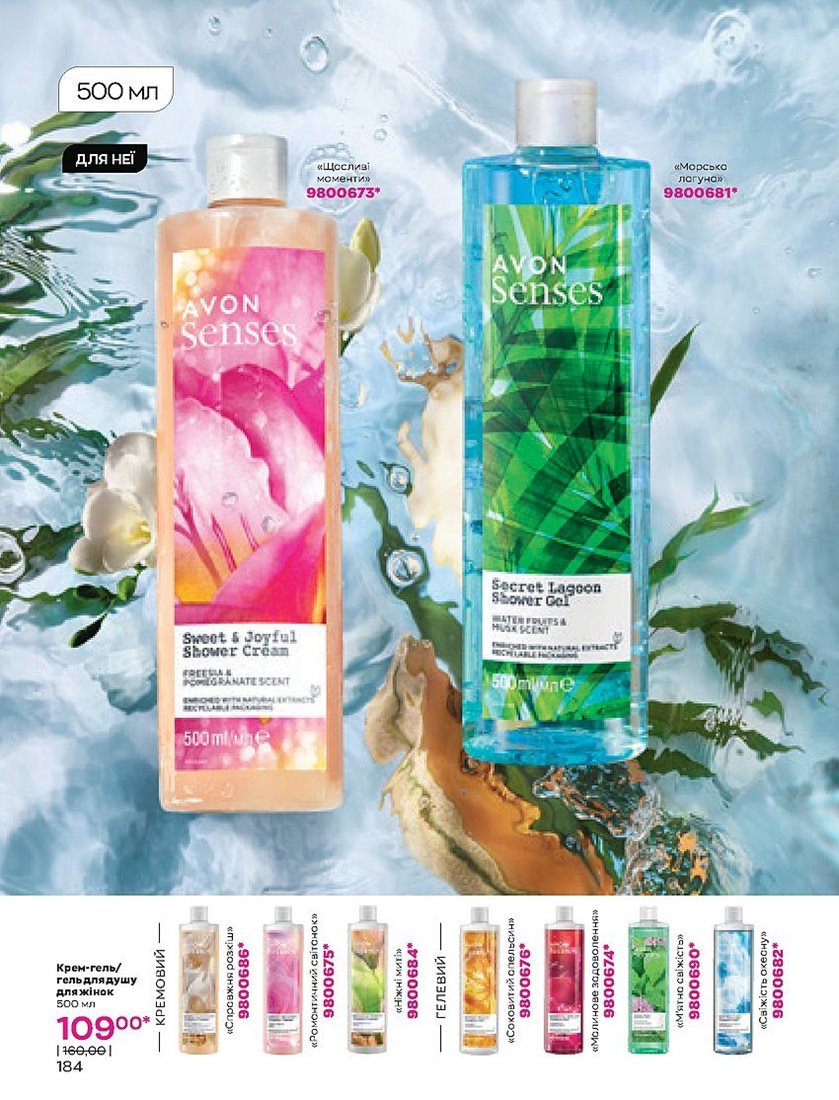 500 мл
ДЛЯ НЕЇ
«Щасливі
моменти»
9800673*
«Морська
лагуна»
9800681*
AVON
Senses
Sweet & Joyful
Shower Cream
FREESIA &
POMEGRANATE SCENT
ENRICHED WITH NATURAL EXTRACTS
RECYCLABLE PACKAGING
500 ml/мл e
AVON
Senses
Secret Lagoon
Shower Gel
WATER FRUITS &
MUSK SCENT
ENRICHED WITH NATURAL EXTRACTS
RECYCLABLE PACKAGING
500 ml/мл e
Крем-гель/
гель для душу
для жінок
500 мл
10900*
|160,00|
184
КРЕМОВИЙ
«Справжня розкіш»
9800686*
«Романтичний світанок»
9800675*
«Ніжні миті»
9800684*
ГЕЛЕВИЙ
«Соковитий апельсин»
9800676*
«Малинове задоволення»
9800674*
«М'ятна свіжість»
9800690*
«Свіжість океану»
9800682*